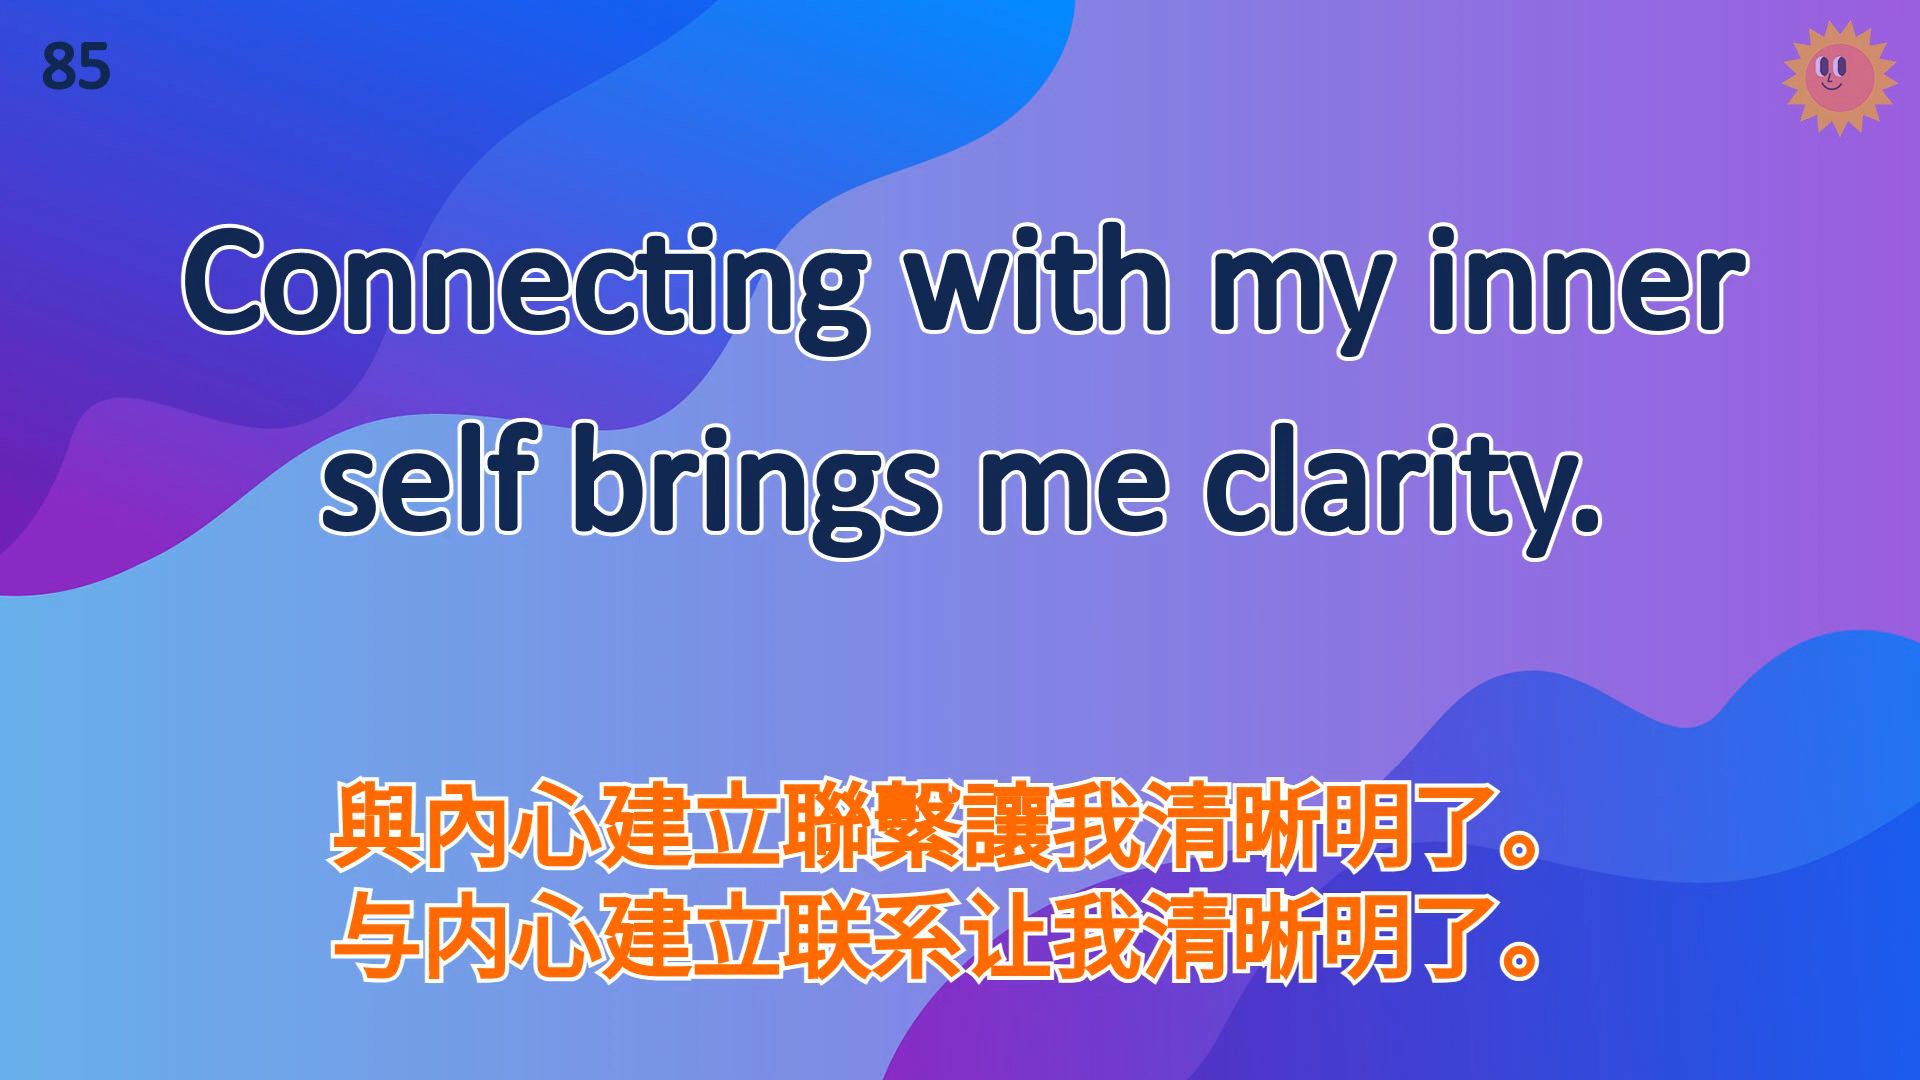 85
Connecting with my inner
self brings me clarity.
與內心建立聯繫讓我清晰明了。
与内心建立联系让我清晰明了。